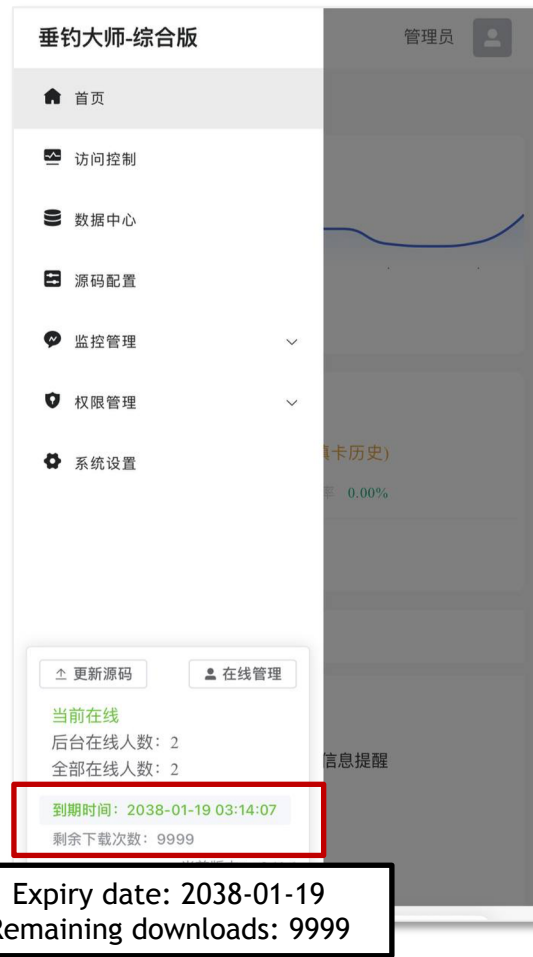 垂钓大师-综合版
管理员
首页
访问控制
数据中心
源码配置
监控管理
权限管理
卡历史)
0.00%
系统设置
更新源码
在线管理
当前在线
后台在线人数: 2
全部在线人数: 2
信息提醒
到期时间: 2038-01-19 03:14:07
剩余下载次数: 9999
Expiry date: 2038-01-19
Remaining downloads: 9999